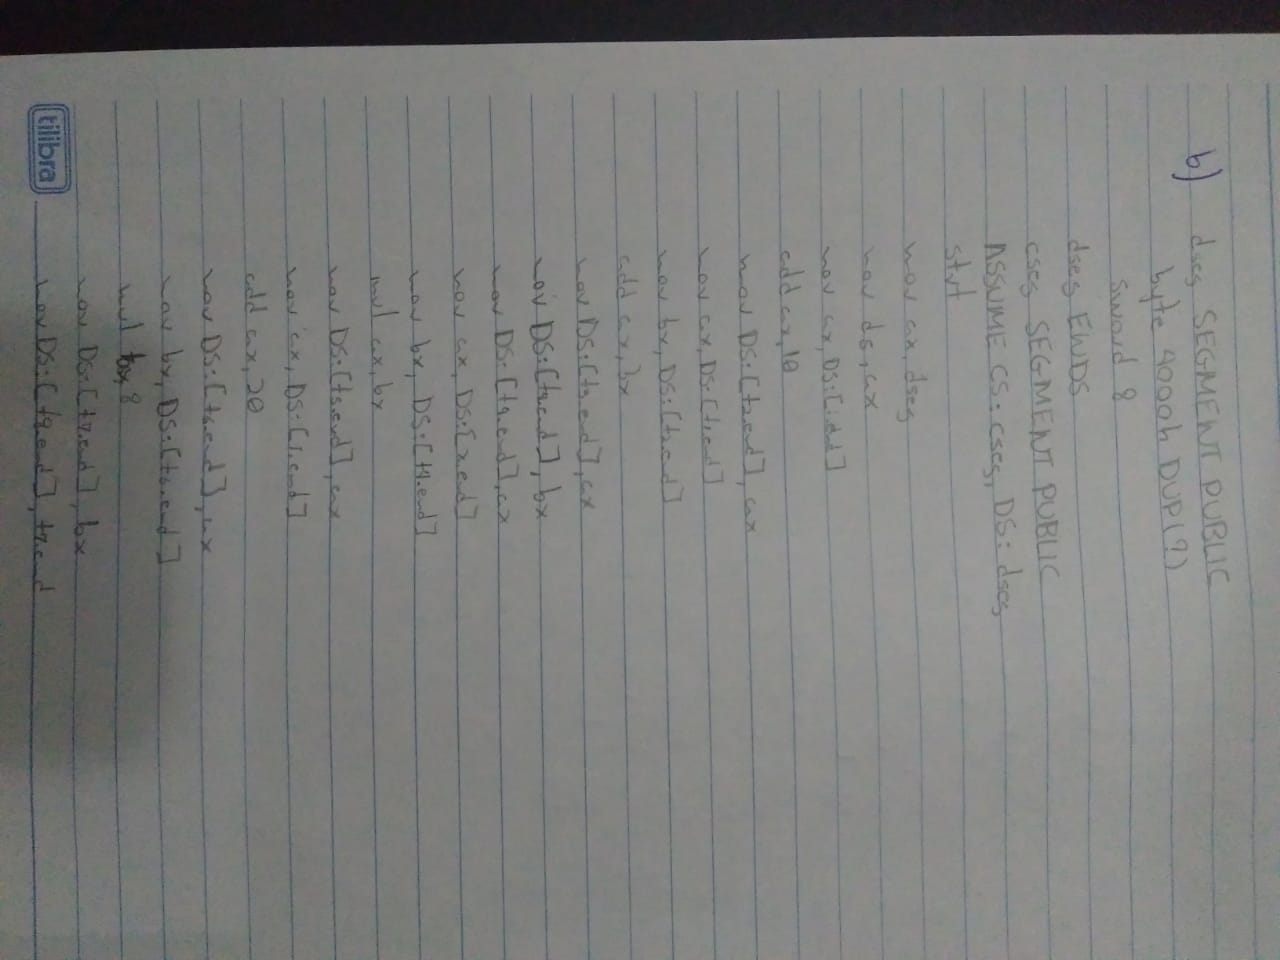 b) dseg SEGMENT PUBLIC
byte 4000h DUP(?)
sword 8
dseg ENDS
cseg SEGMENT PUBLIC
ASSUME CS: cseg, DS: dseg
strt
mov ax, dseg
mov ds, ax
mov ax, DS:[i.end]
add ax, 10
mov DS:[t2.end], ax
mov ax, DS:[t1.end]
mov bx, DS:[t2.end]
add ax, bx
mov DS:[t3.end], ax
mov DS:[], bx
mov DS:[t4.end], ax
mov ax, DS:[x.end]
mov bx, DS:[t4.end]
mul ax, bx
mov DS:[t5.end], ax
mov ax, DS:[]
add ax, 20
mov DS:[t6.end], ax
mov bx, DS:[t6.end]
mul bx, 8
mov DS:[t7.end], bx
mov DS:[t8.end], t7.end
tilibra